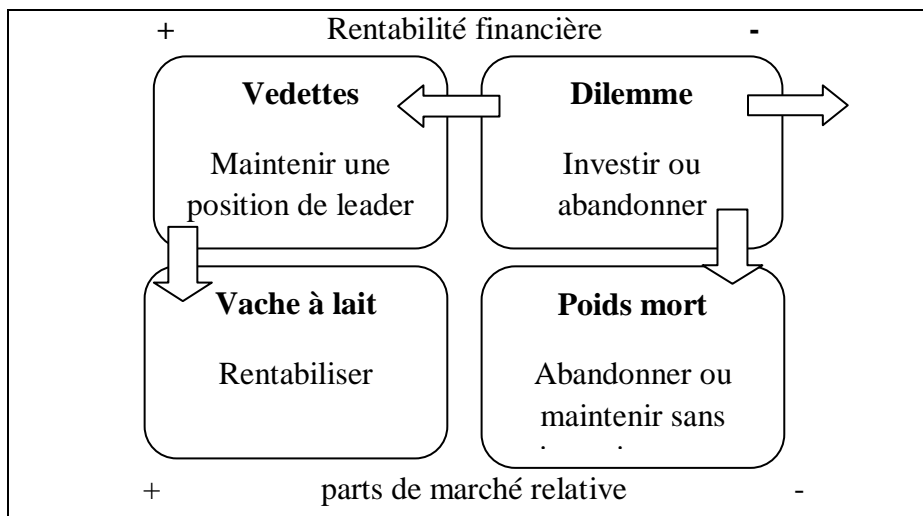 + Rentabilité financière -
Vedettes
Maintenir une
position de leader
Dilemme
Investir ou
abandonner
Vache à lait
Rentabiliser
Poids mort
Abandonner ou
maintenir sans
+ parts de marché relative -